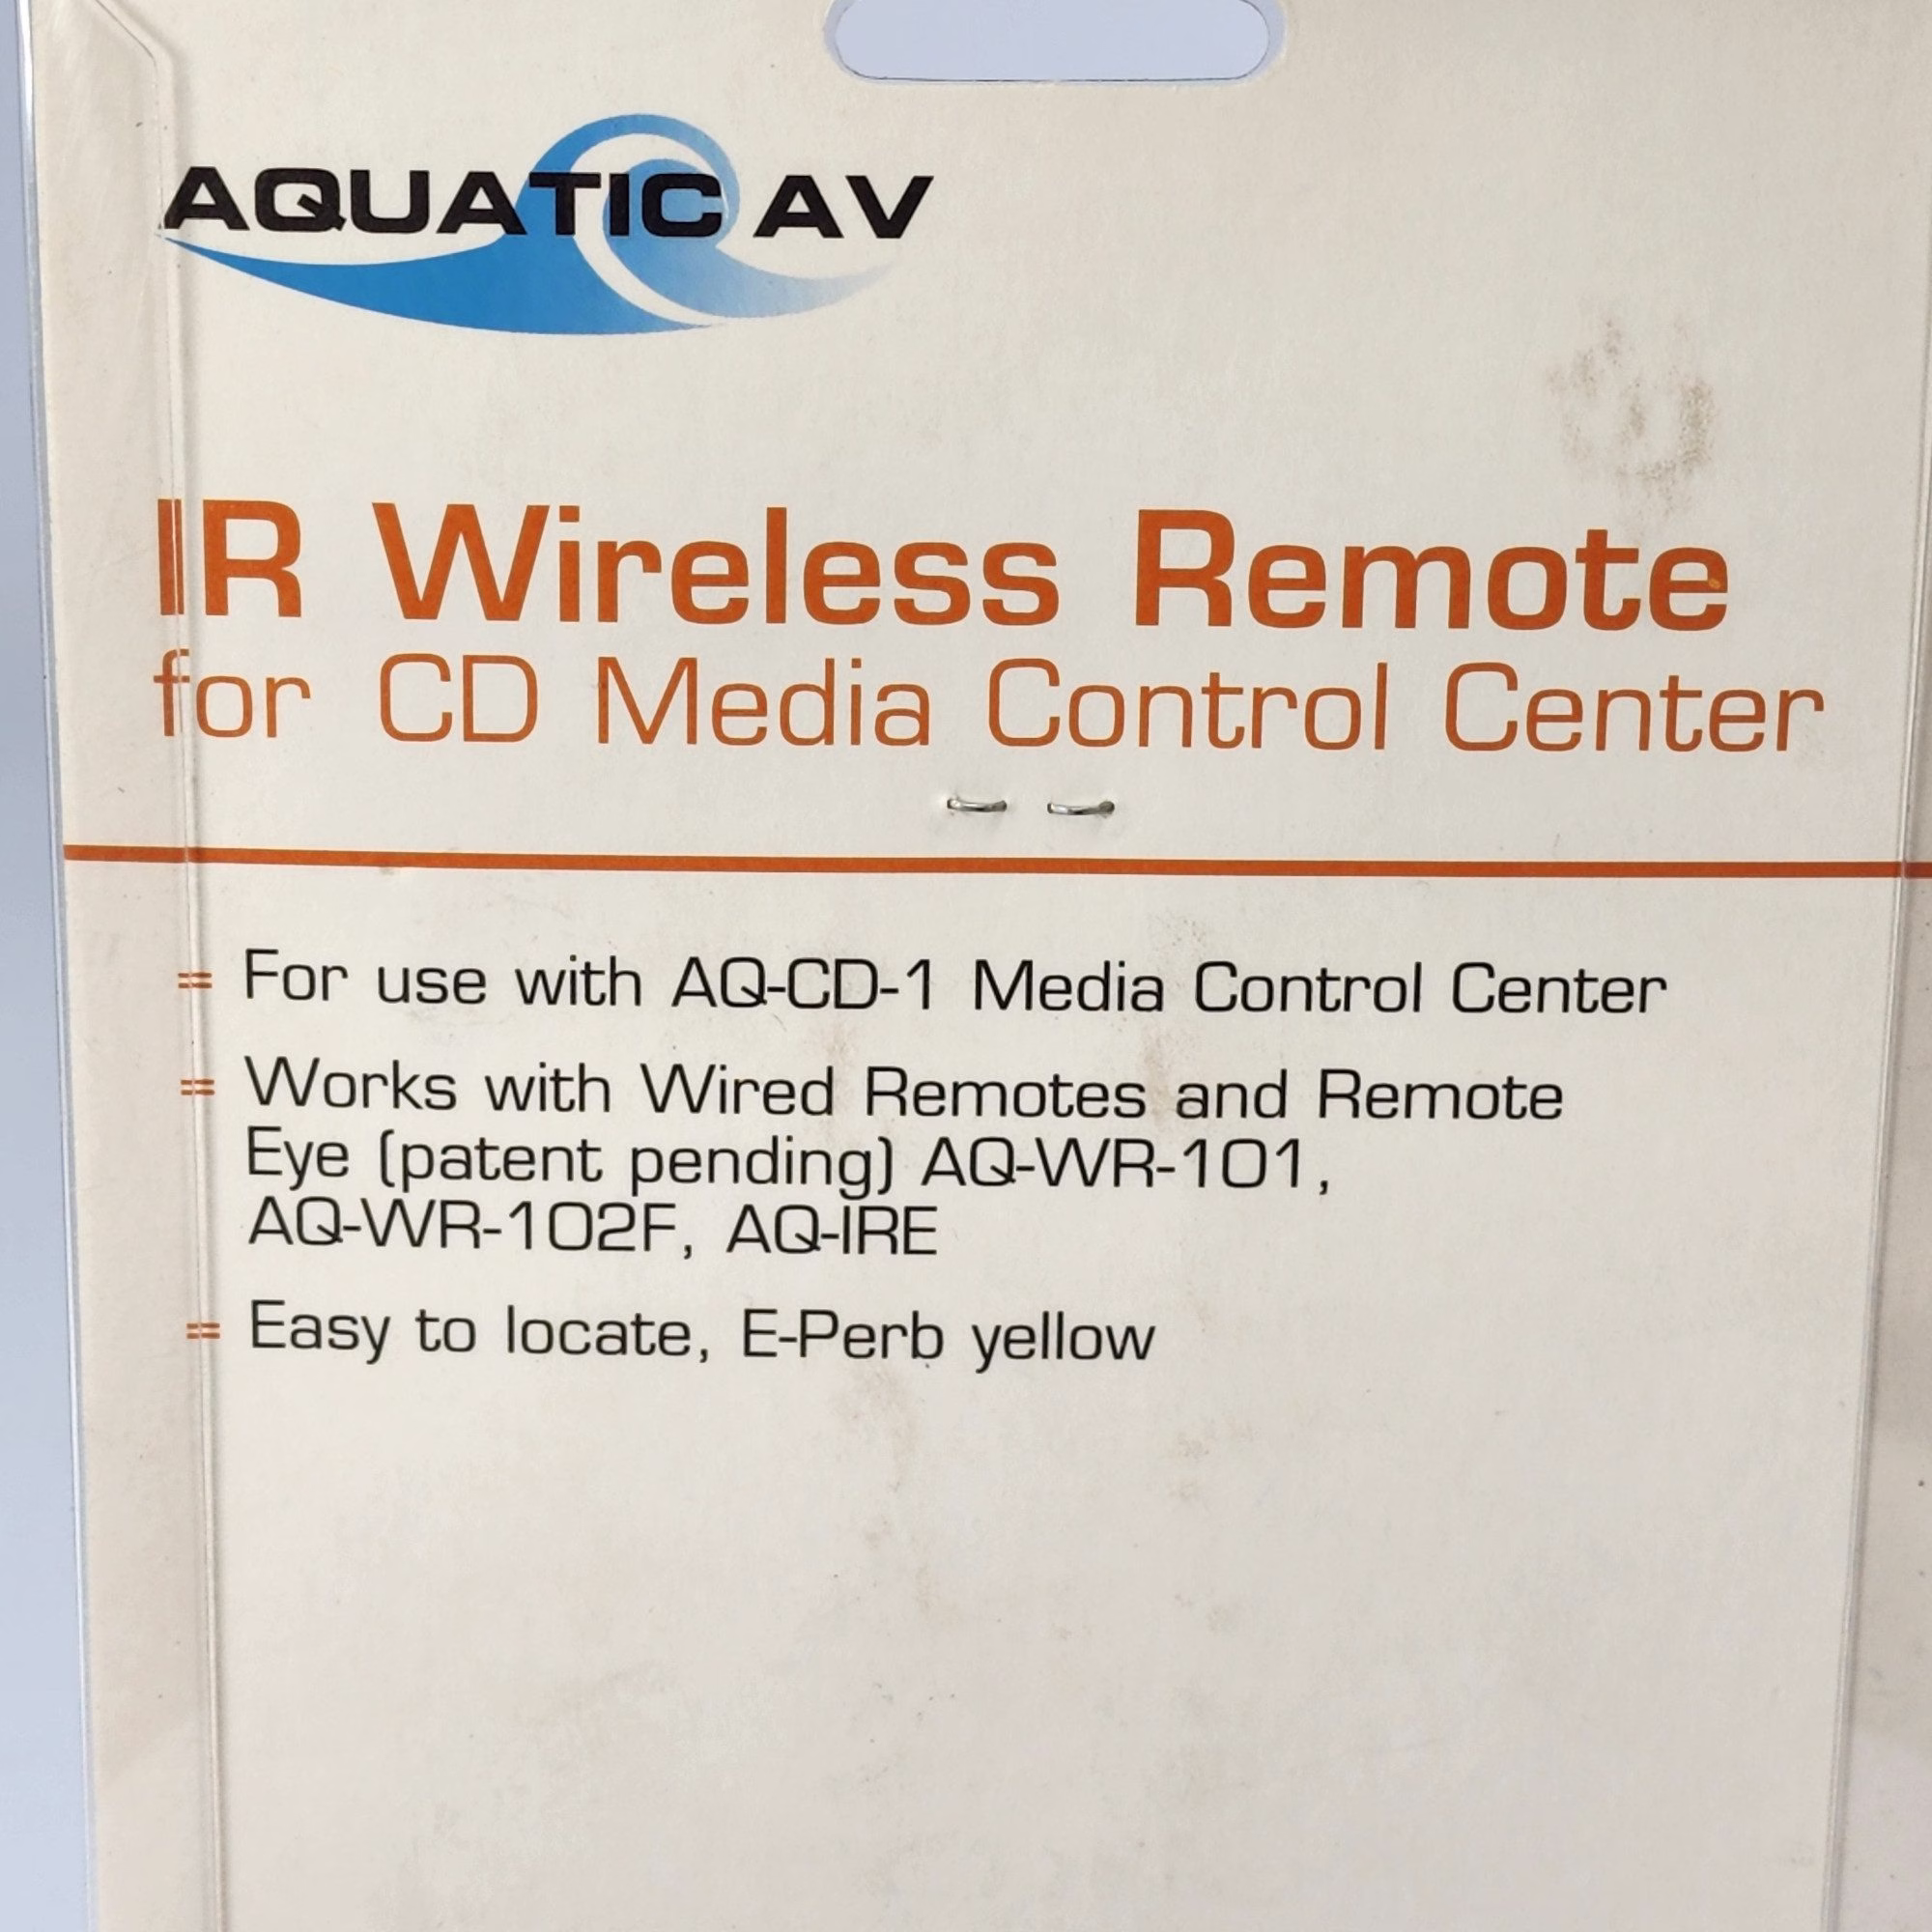 AQUATIC AV
IR Wireless Remote
for CD Media Control Center
= For use with AQ-CD-1 Media Control Center
= Works with Wired Remotes and Remote
Eye (patent pending) AQ-WR-101,
AQ-WR-102F, AQ-IRE
= Easy to locate, E-Perb yellow